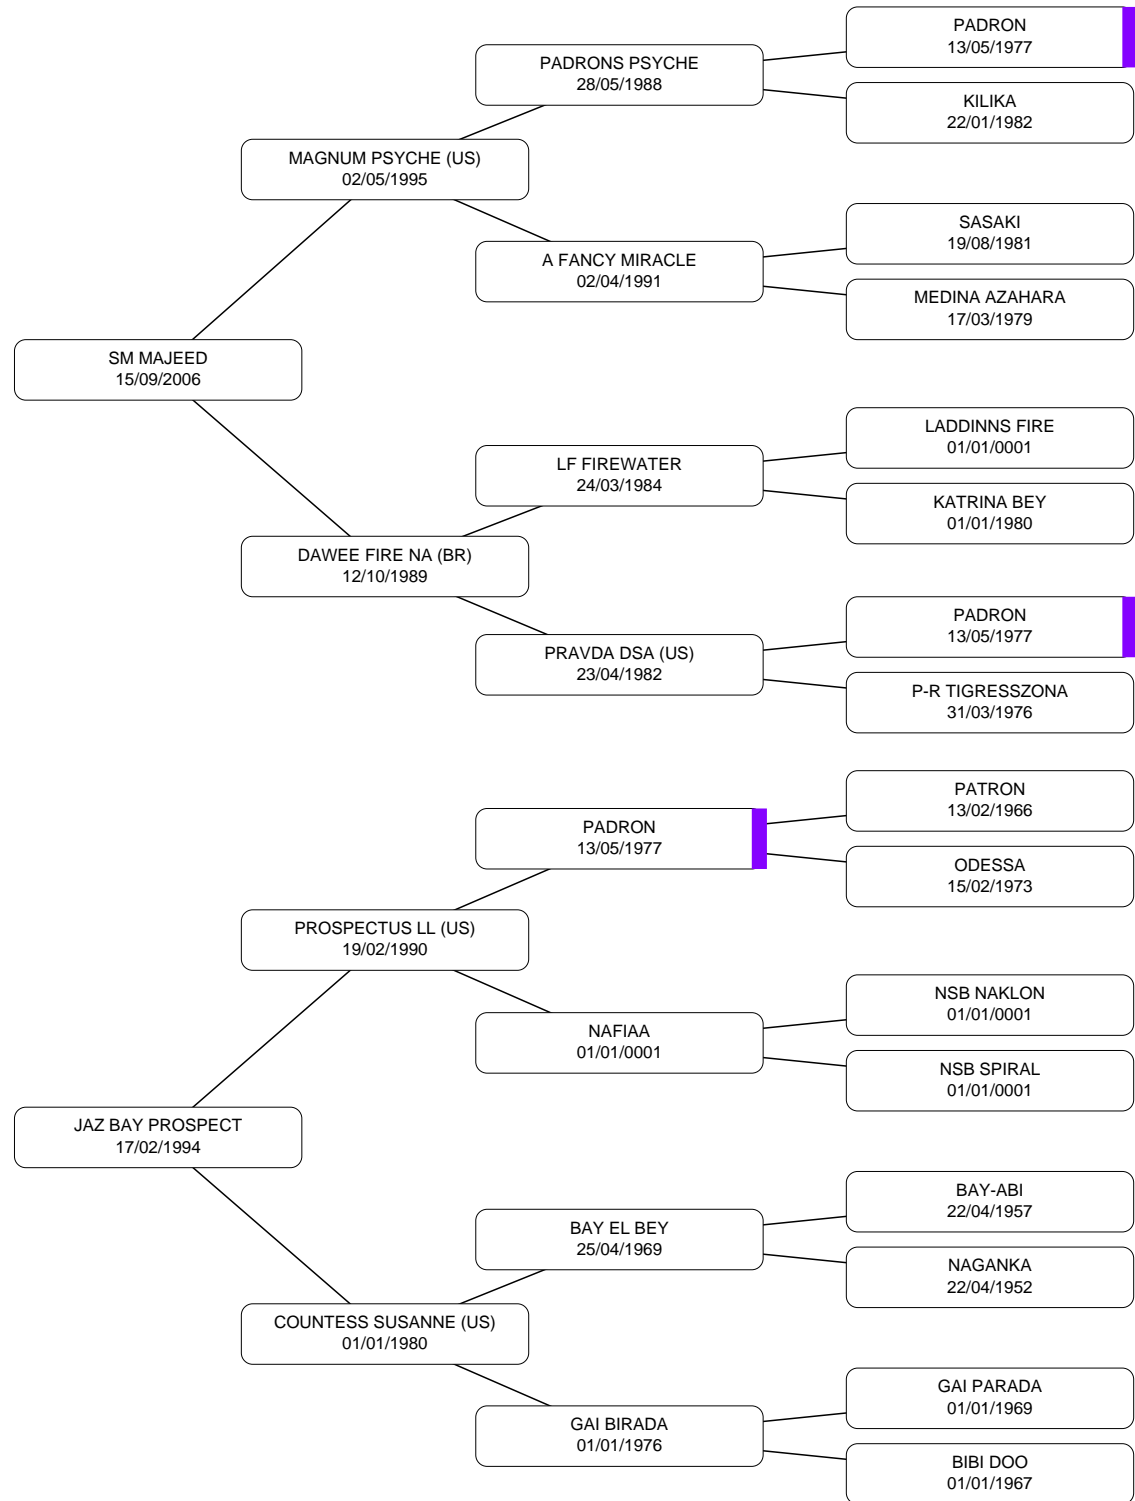 PADRON
13/05/1977
PADRONS PSYCHE
28/05/1988
KILIKA
22/01/1982
MAGNUM PSYCHE (US)
02/05/1995
SASAKI
19/08/1981
A FANCY MIRACLE
02/04/1991
MEDINA AZAHARA
17/03/1979
SM MAJEED
15/09/2006
LADDINNS FIRE
01/01/0001
LF FIREWATER
24/03/1984
KATRINA BEY
01/01/1980
DAWEE FIRE NA (BR)
12/10/1989
PADRON
13/05/1977
PRAVDA DSA (US)
23/04/1982
P-R TIGRESSZONA
31/03/1976
PATRON
13/02/1966
PADRON
13/05/1977
ODESSA
15/02/1973
PROSPECTUS LL (US)
19/02/1990
NSB NAKLON
01/01/0001
NAFIAA
01/01/0001
NSB SPIRAL
01/01/0001
JAZ BAY PROSPECT
17/02/1994
BAY-ABI
22/04/1957
BAY EL BEY
25/04/1969
NAGANKA
22/04/1952
COUNTESS SUSANNE (US)
01/01/1980
GAI PARADA
01/01/1969
GAI BIRADA
01/01/1976
BIBI DOO
01/01/1967